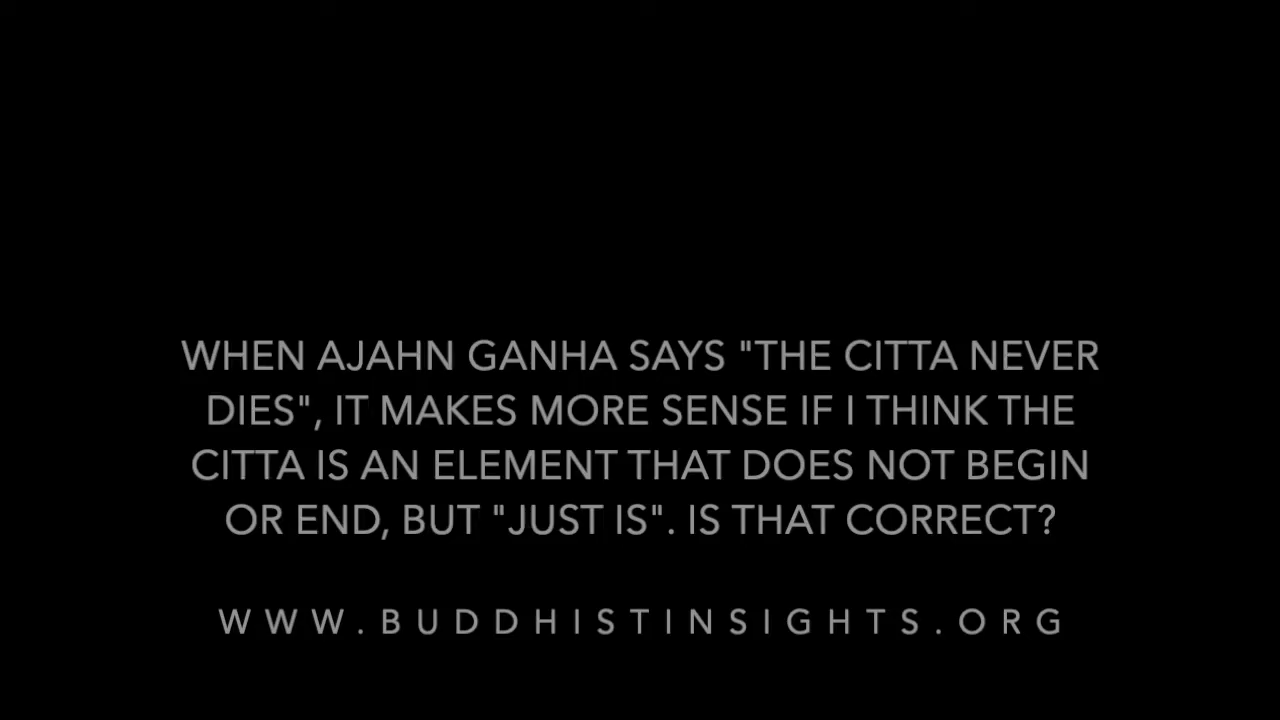 WHEN AJAHN GANHA SAYS "THE CITTA NEVER
DIES", IT MAKES MORE SENSE IF I THINK THE
CITTA IS AN ELEMENT THAT DOES NOT BEGIN
OR END, BUT "JUST IS". IS THAT CORRECT?
WWW.BUDDHISTINSIGHTS.ORG